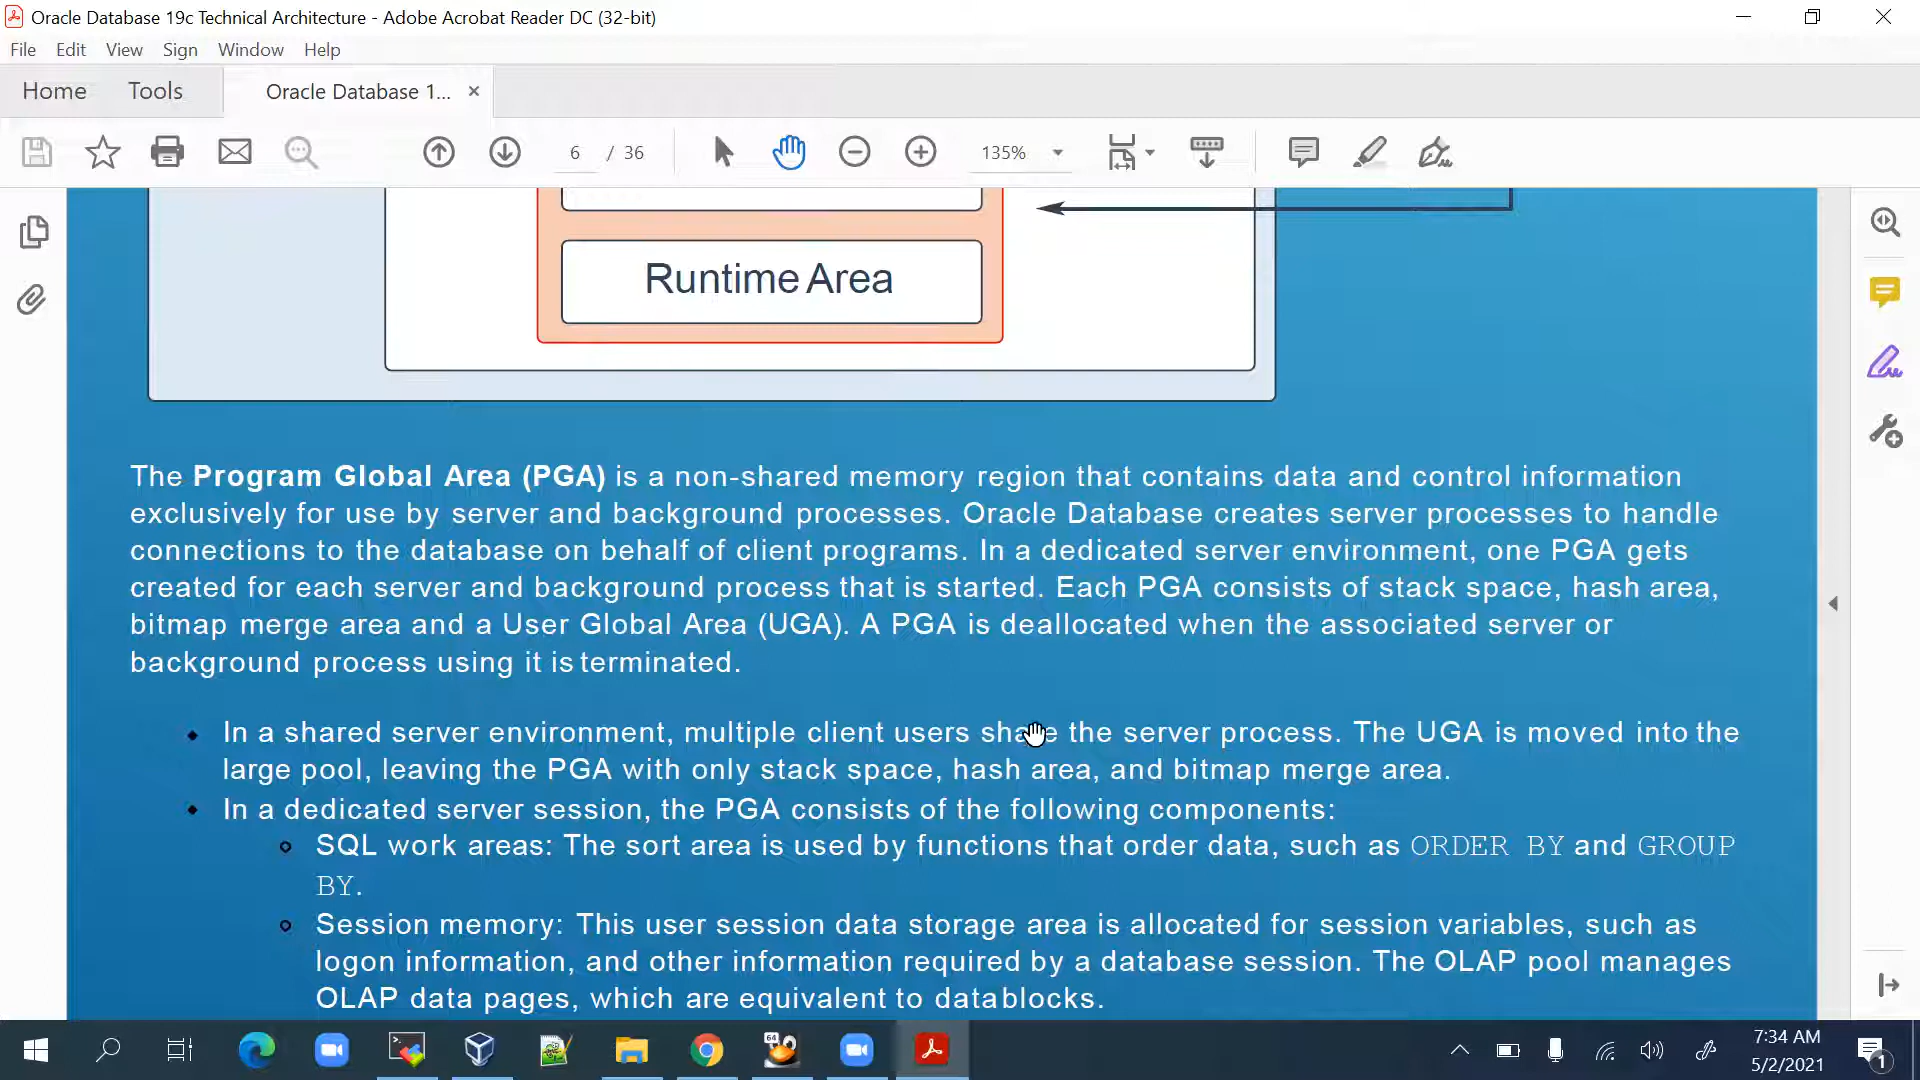 Oracle Database 19c Technical Architecture - Adobe Acrobat Reader DC (32-bit)
File Edit View Sign Window Help
Home Tools Oracle Database 1... ×
6 / 36 135%
Runtime Area
The Program Global Area (PGA) is a non-shared memory region that contains data and control information
exclusively for use by server and background processes. Oracle Database creates server processes to handle
connections to the database on behalf of client programs. In a dedicated server environment, one PGA gets
created for each server and background process that is started. Each PGA consists of stack space, hash area,
bitmap merge area and a User Global Area (UGA). A PGA is deallocated when the associated server or
background process using it is terminated.
• In a shared server environment, multiple client users share the server process. The UGA is moved into the
large pool, leaving the PGA with only stack space, hash area, and bitmap merge area.
• In a dedicated server session, the PGA consists of the following components:
o SQL work areas: The sort area is used by functions that order data, such as ORDER BY and GROUP
BY.
o Session memory: This user session data storage area is allocated for session variables, such as
logon information, and other information required by a database session. The OLAP pool manages
OLAP data pages, which are equivalent to data blocks.
64
7:34 AM
5/2/2021
1